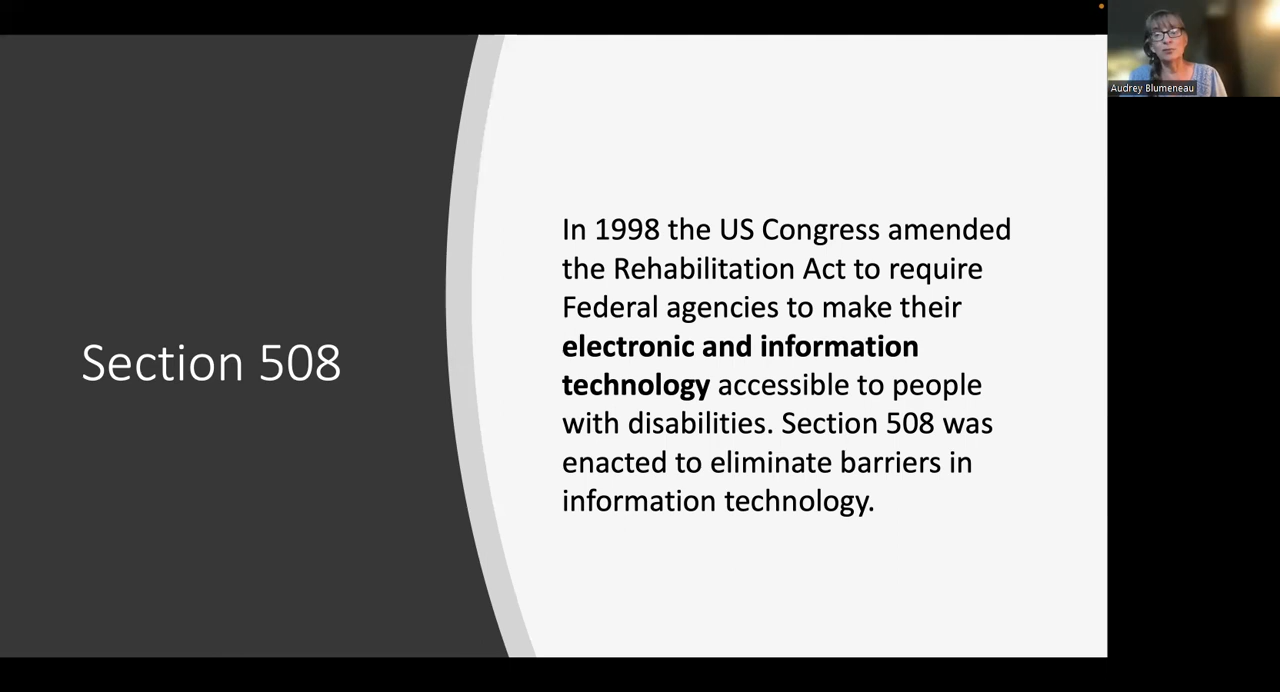 Section 508
In 1998 the US Congress amended
the Rehabilitation Act to require
Federal agencies to make their
electronic and information
technology accessible to people
with disabilities. Section 508 was
enacted to eliminate barriers in
information technology.
Audrey Blumeneau